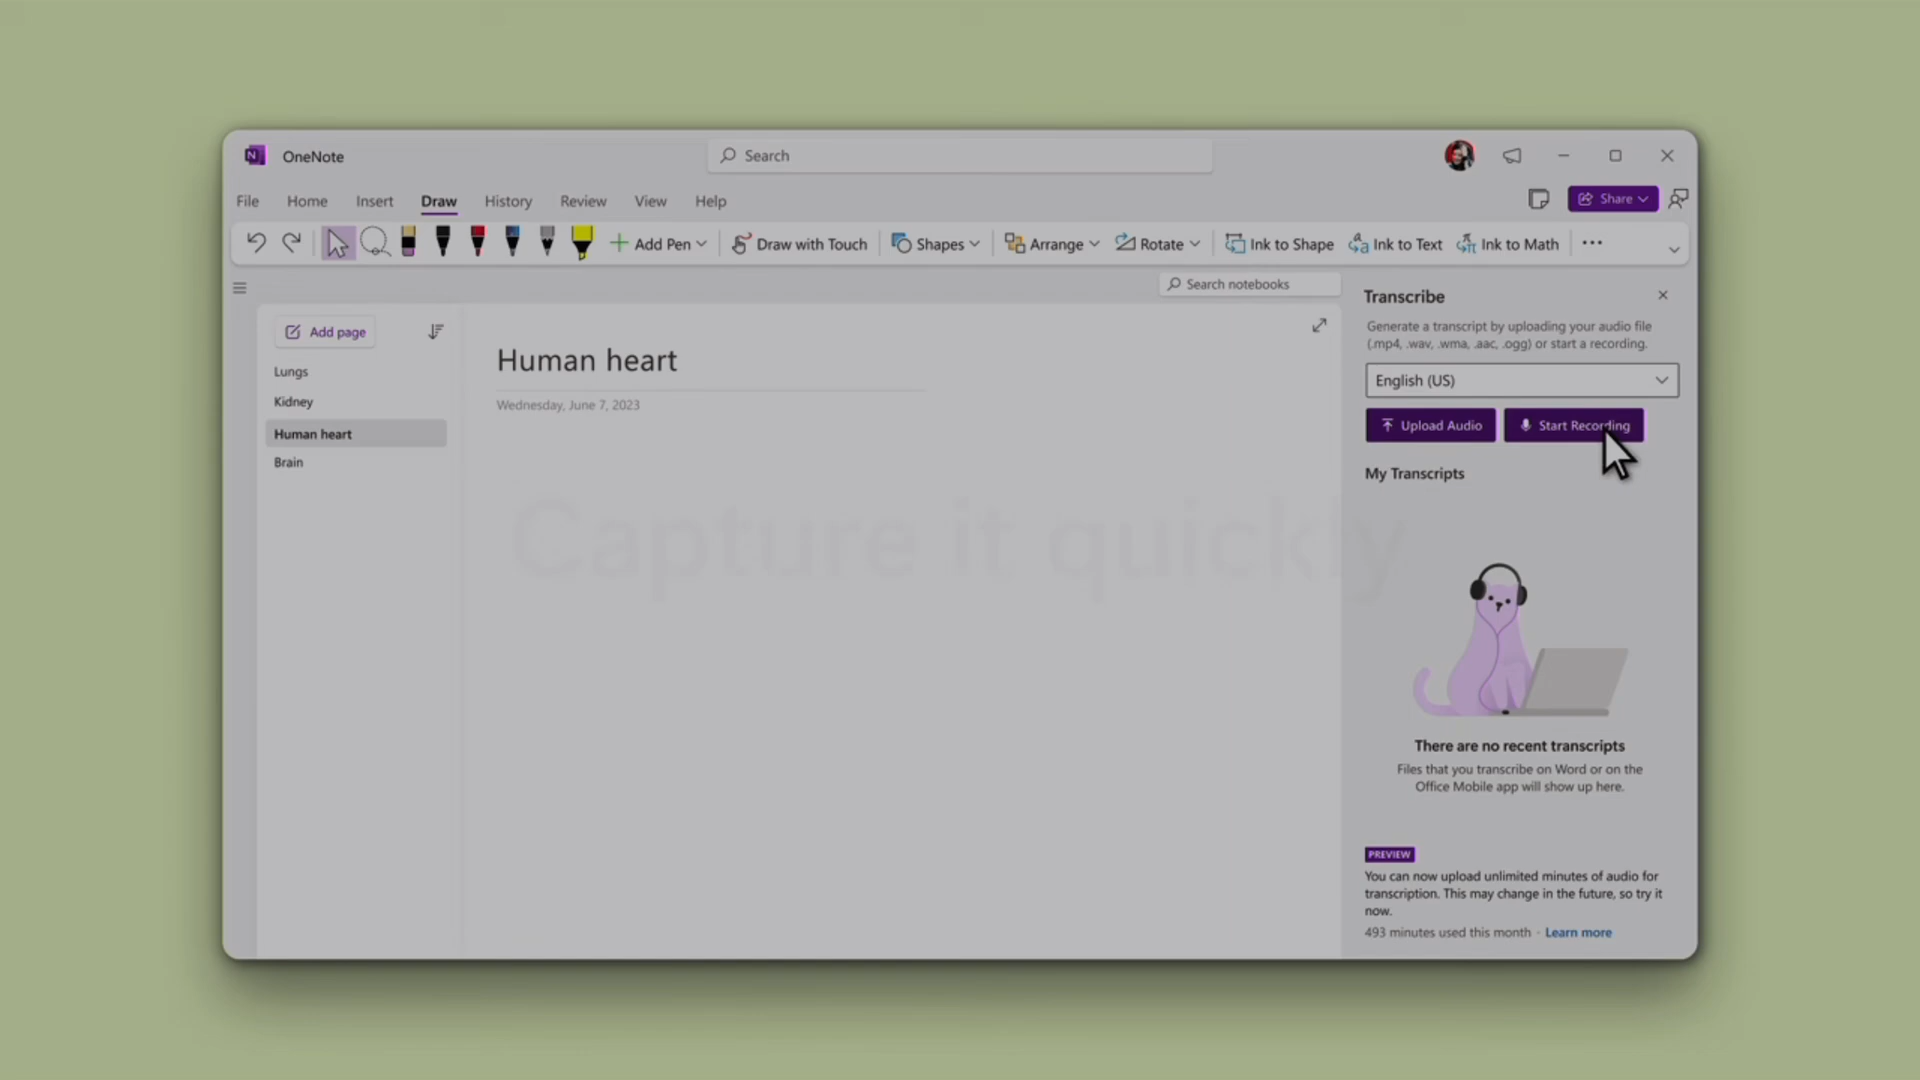 OneNote
Search
File Home Insert Draw History Review View Help
Share
Add Pen Draw with Touch Shapes Arrange Rotate Ink to Shape Ink to Text Ink to Math
Search notebooks
Add page
Lungs
Kidney
Human heart
Brain
Human heart
Wednesday, June 7, 2023
Capture it quickly
Transcribe
Generate a transcript by uploading your audio file
(.mp4, .wav, .wma, .aac, .ogg) or start a recording.
English (US)
Upload Audio Start Recording
My Transcripts
There are no recent transcripts
Files that you transcribe on Word or on the
Office Mobile app will show up here.
PREVIEW
You can now upload unlimited minutes of audio for
transcription. This may change in the future, so try it
now.
493 minutes used this month · Learn more